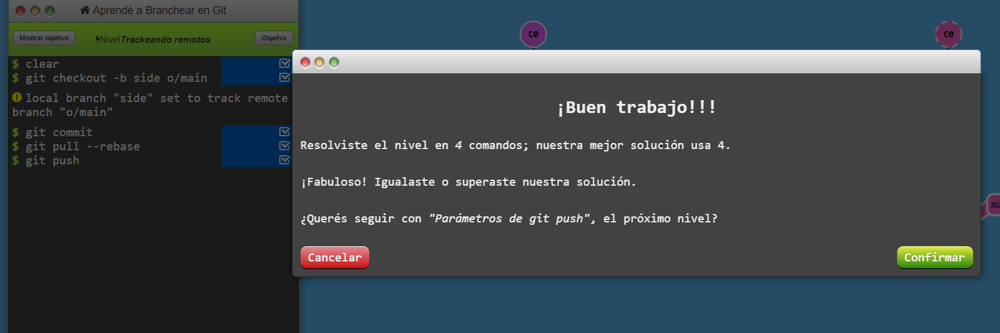 Aprendé a Branchear en Git
Mostrar objetivo
NivelTrackeando remotos
Objetivo
$ clear
$ git checkout -b side o/main
local branch "side" set to track remote
branch "o/main"
$ git commit
$ git pull --rebase
$ git push
C0
C0
¡Buen trabajo!!!
Resolviste el nivel en 4 comandos; nuestra mejor solución usa 4.
¡Fabuloso! Igualaste o superaste nuestra solución.
¿Querés seguir con "Parámetros de git push", el próximo nivel?
Cancelar
Confirmar